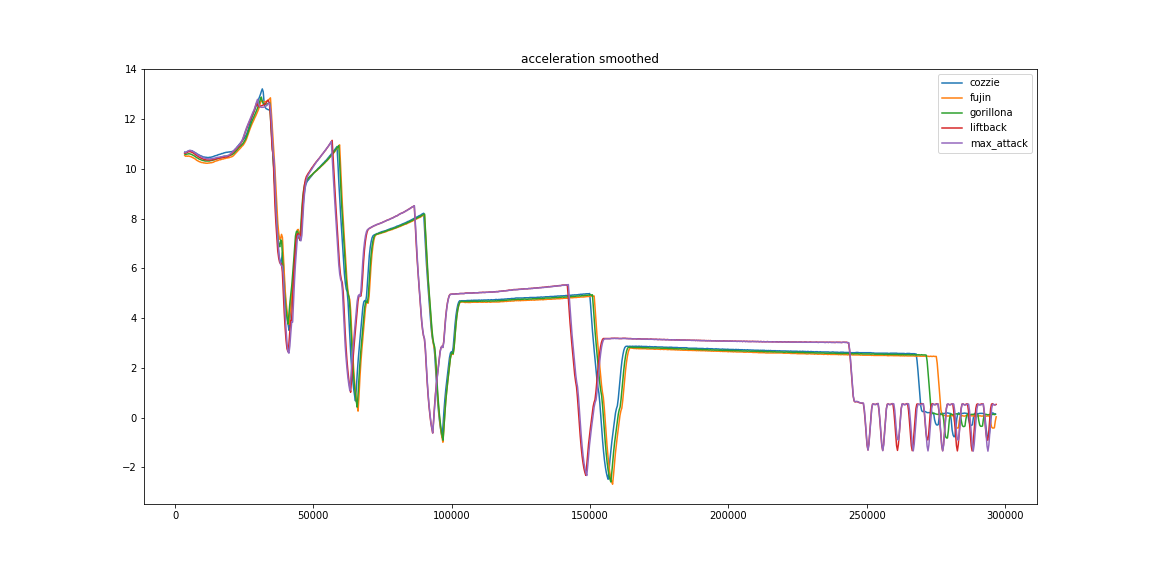 acceleration smoothed
14
12
10
8
6
4
2
0
−2
0 50000 100000 150000 200000 250000 300000
cozzie
fujin
gorillona
liftback
max_attack